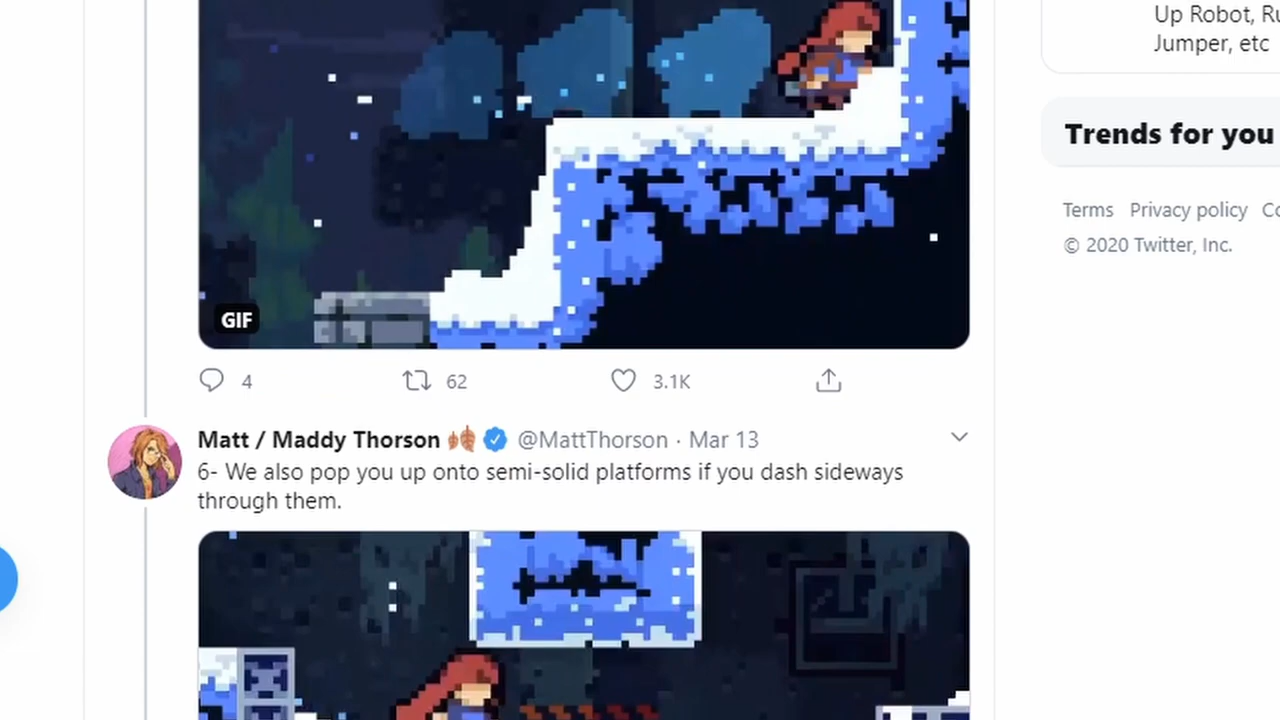 Up Robot, Ru
Jumper, etc
Trends for you
Terms Privacy policy Co
© 2020 Twitter, Inc.
GIF
4 62 3.1K
Matt / Maddy Thorson @MattThorson · Mar 13
6- We also pop you up onto semi-solid platforms if you dash sideways
through them.